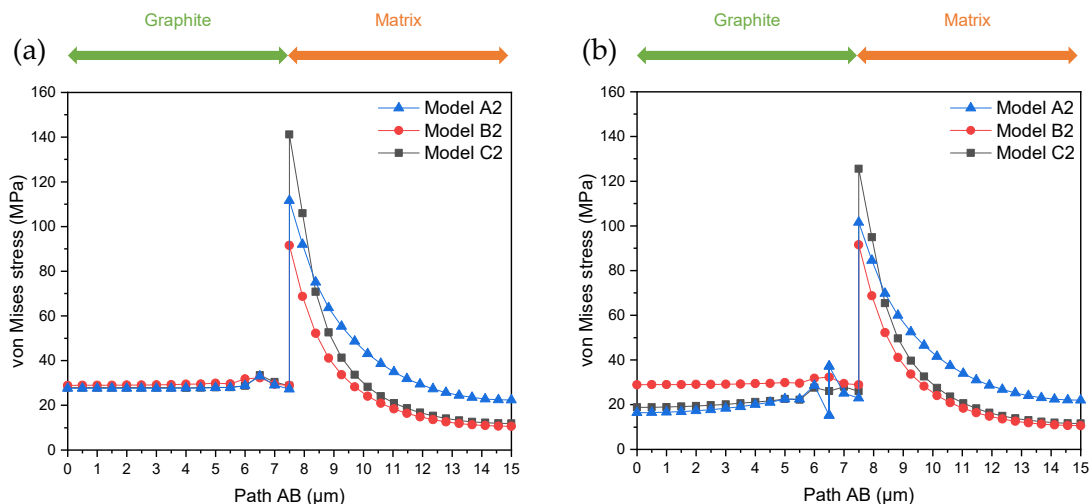 Graphite Matrix
(a)
160
140
120
100
80
60
40
20
0
von Mises stress (MPa)
Model A2
Model B2
Model C2
0 1 2 3 4 5 6 7 8 9 10 11 12 13 14 15
Path AB (μm)
Graphite Matrix
(b)
160
140
120
100
80
60
40
20
0
von Mises stress (MPa)
Model A2
Model B2
Model C2
0 1 2 3 4 5 6 7 8 9 10 11 12 13 14 15
Path AB (μm)